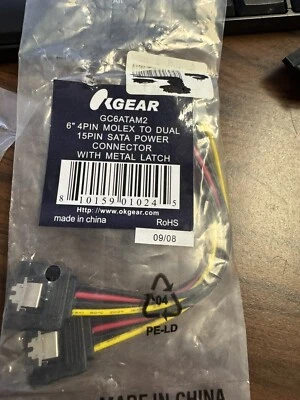 OKGEAR
GC6ATAM2
6" 4PIN MOLEX TO DUAL
15PIN SATA POWER
CONNECTOR
WITH METAL LATCH
8 10159 01024 5
Http://www.okgear.com
made in china
RoHS
09/08
04
PE-LD
MADE IN CHINA